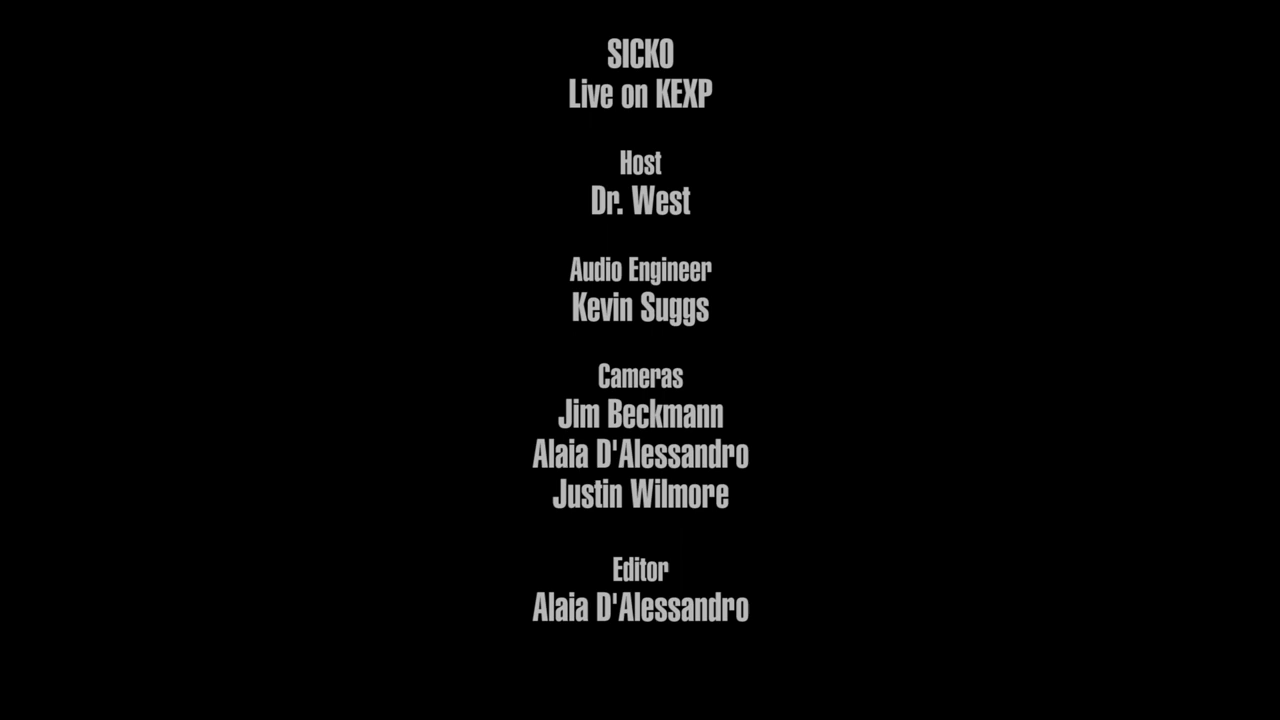 SICKO
Live on KEXP
Host
Dr. West
Audio Engineer
Kevin Suggs
Cameras
Jim Beckmann
Alaia D'Alessandro
Justin Wilmore
Editor
Alaia D'Alessandro